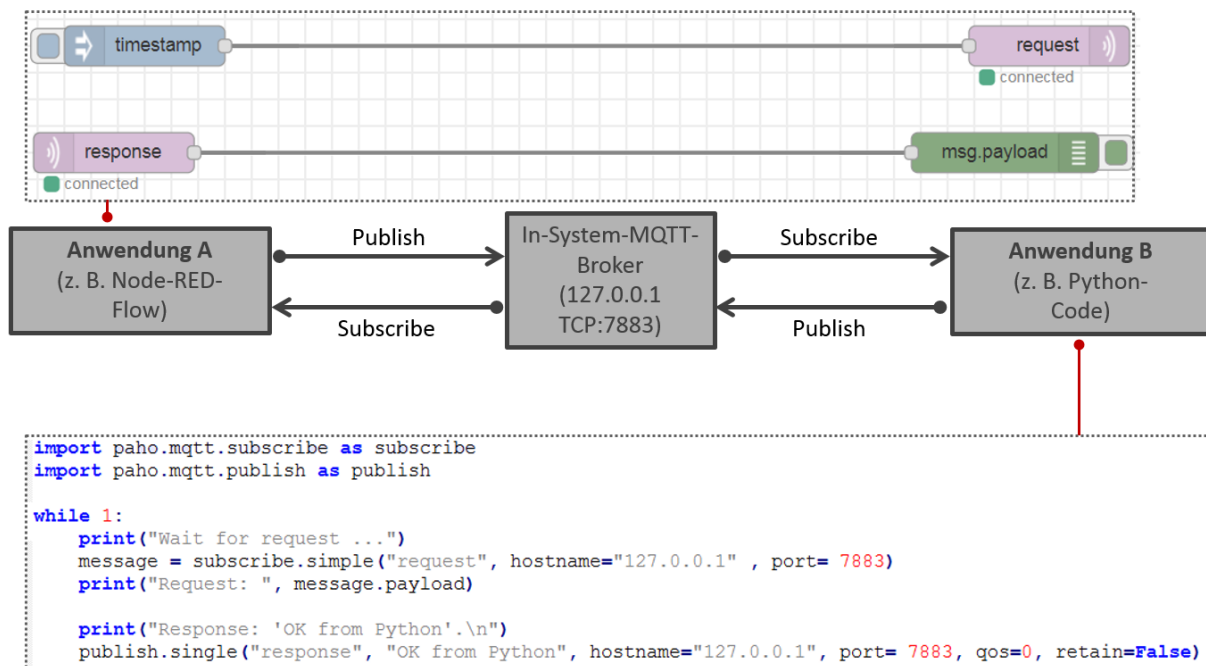 timestamp
request
connected
response
msg.payload
connected
Anwendung A
(z. B. Node-RED-
Flow)
Publish
Subscribe
In-System-MQTT-
Broker
(127.0.0.1
TCP:7883)
Subscribe
Publish
Anwendung B
(z. B. Python-
Code)
import paho.mqtt.subscribe as subscribe
import paho.mqtt.publish as publish
while 1:
    print("Wait for request ...")
    message = subscribe.simple("request", hostname="127.0.0.1" , port= 7883)
    print("Request: ", message.payload)
    print("Response: 'OK from Python'.\n")
    publish.single("response", "OK from Python", hostname="127.0.0.1", port= 7883, qos=0, retain=False)